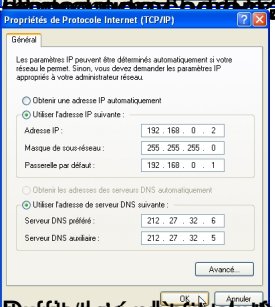 Propriétés de Protocole Internet (TCP/IP)
Général
Les paramètres IP peuvent être déterminés automatiquement si votre
réseau le permet. Sinon, vous devez demander les paramètres IP
appropriés à votre administrateur réseau.
Obtenir une adresse IP automatiquement
Utiliser l'adresse IP suivante :
Adresse IP : 192 . 168 . 0 . 2
Masque de sous-réseau : 255 . 255 . 255 . 0
Passerelle par défaut : 192 . 168 . 0 . 1
Obtenir les adresses des serveurs DNS automatiquement
Utiliser l'adresse de serveur DNS suivante :
Serveur DNS préféré : 212 . 27 . 32 . 6
Serveur DNS auxiliaire : 212 . 27 . 32 . 5
Avancé...
OK Annuler